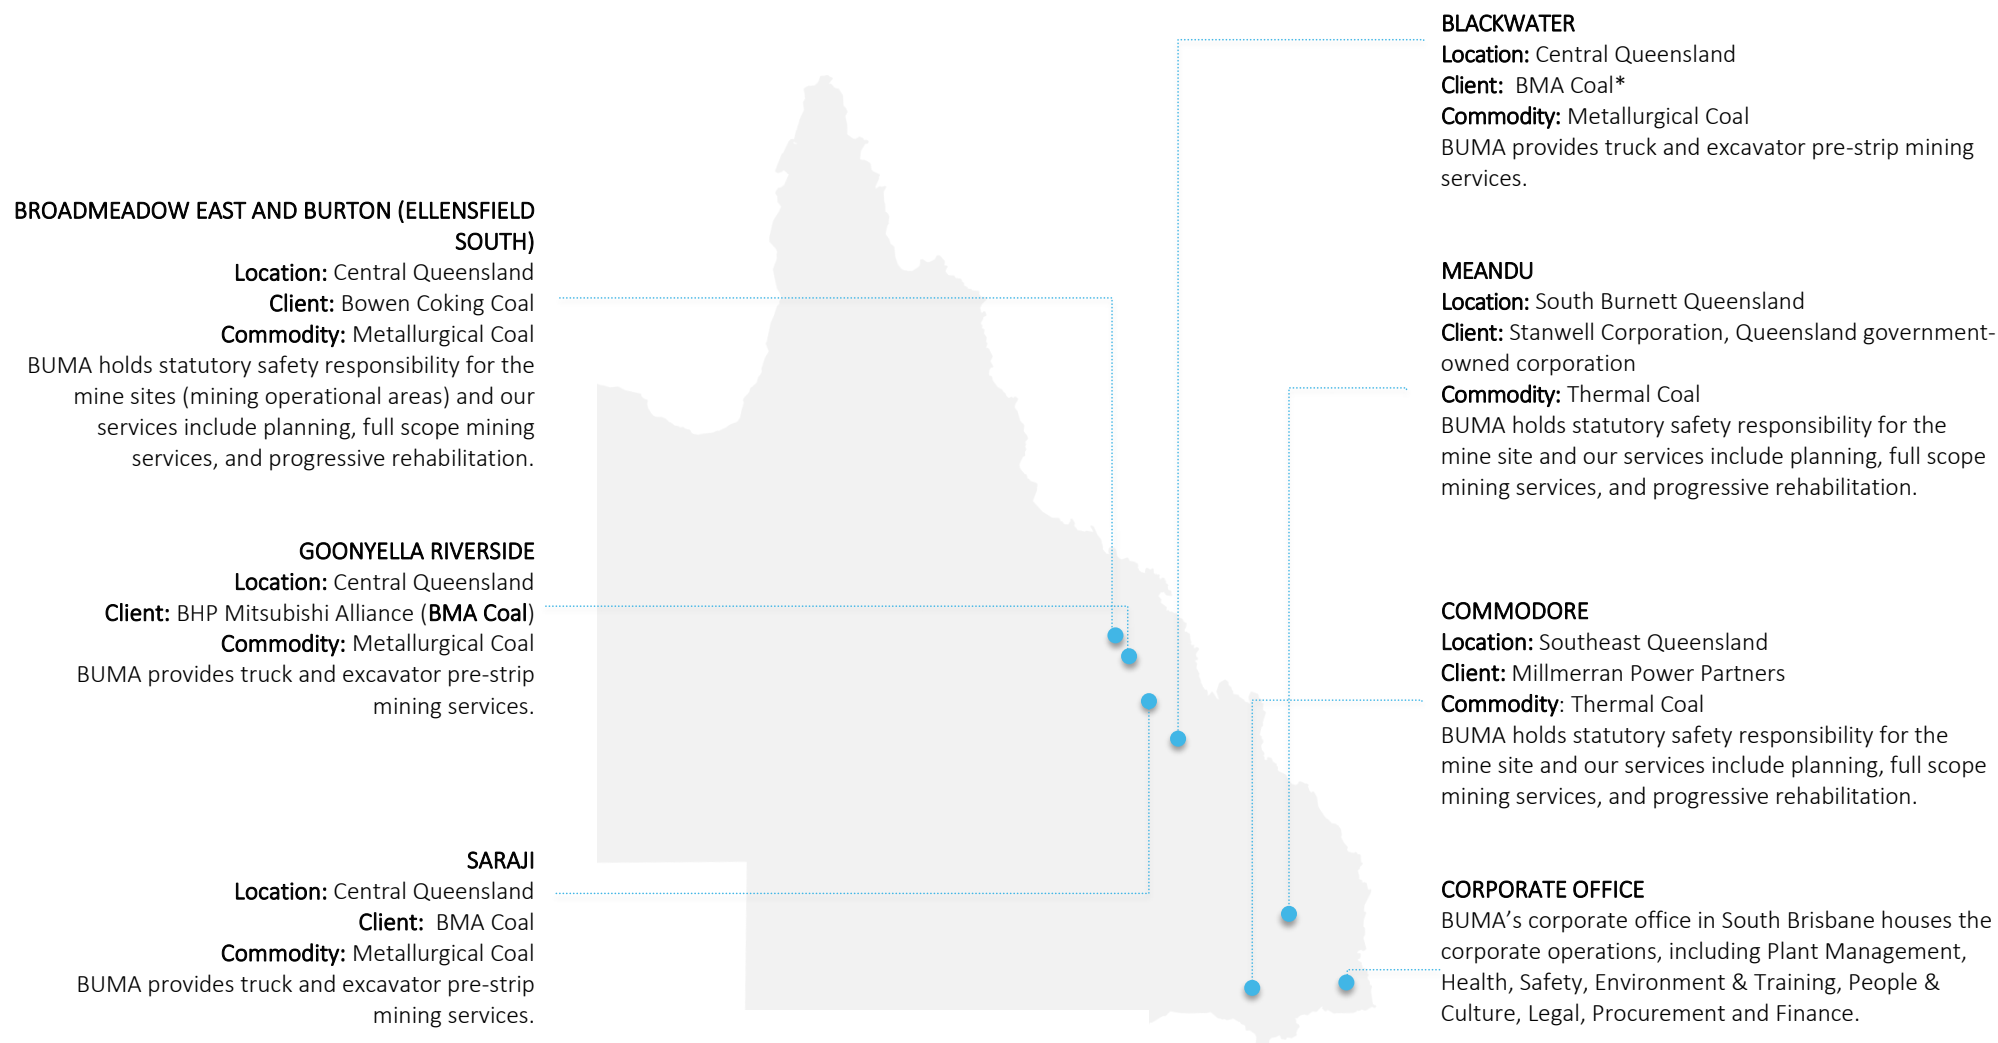 BROADMEADOW EAST AND BURTON (ELLENSFIELD
SOUTH)
Location: Central Queensland
Client: Bowen Coking Coal
Commodity: Metallurgical Coal
BUMA holds statutory safety responsibility for the
mine sites (mining operational areas) and our
services include planning, full scope mining
services, and progressive rehabilitation.
GOONYELLA RIVERSIDE
Location: Central Queensland
Client: BHP Mitsubishi Alliance (BMA Coal)
Commodity: Metallurgical Coal
BUMA provides truck and excavator pre-strip
mining services.
SARAJI
Location: Central Queensland
Client: BMA Coal
Commodity: Metallurgical Coal
BUMA provides truck and excavator pre-strip
mining services.
BLACKWATER
Location: Central Queensland
Client: BMA Coal*
Commodity: Metallurgical Coal
BUMA provides truck and excavator pre-strip mining
services.
MEANDU
Location: South Burnett Queensland
Client: Stanwell Corporation, Queensland government-
owned corporation
Commodity: Thermal Coal
BUMA holds statutory safety responsibility for the
mine site and our services include planning, full scope
mining services, and progressive rehabilitation.
COMMODORE
Location: Southeast Queensland
Client: Millmerran Power Partners
Commodity: Thermal Coal
BUMA holds statutory safety responsibility for the
mine site and our services include planning, full scope
mining services, and progressive rehabilitation.
CORPORATE OFFICE
BUMA’s corporate office in South Brisbane houses the
corporate operations, including Plant Management,
Health, Safety, Environment & Training, People &
Culture, Legal, Procurement and Finance.